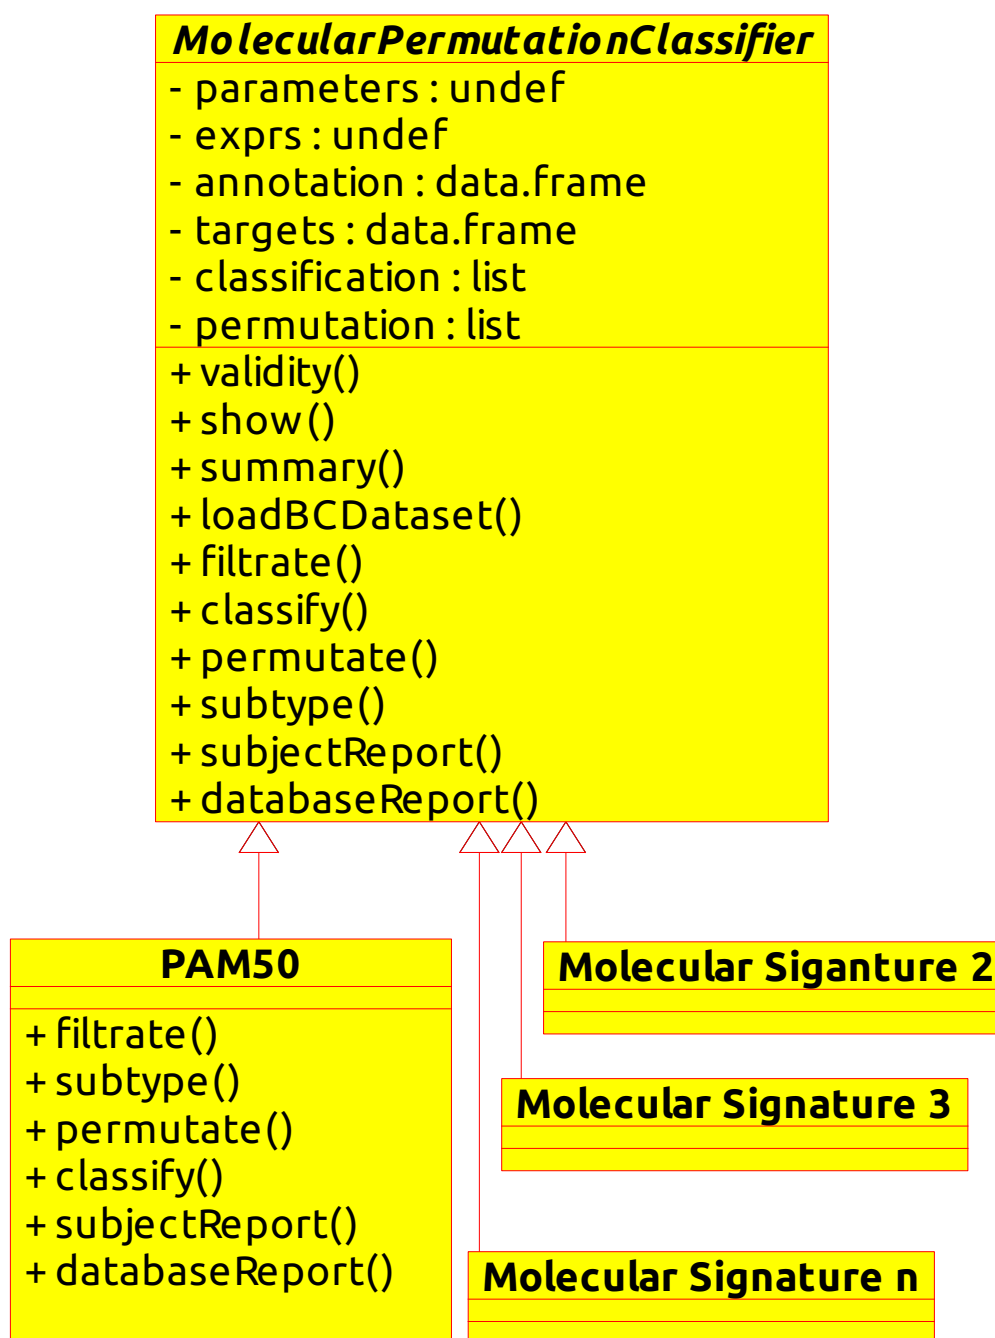 MolecularPermutationClassifier
- parameters : undef
- exprs : undef
- annotation : data.frame
- targets : data.frame
- classification : list
- permutation : list
+ validity()
+ show()
+ summary()
+ loadBCDataset()
+ filtrate()
+ classify()
+ permutate()
+ subtype()
+ subjectReport()
+ databaseReport()
PAM50
+ filtrate()
+ subtype()
+ permutate()
+ classify()
+ subjectReport()
+ databaseReport()
Molecular Siganture 2
Molecular Signature 3
Molecular Signature n